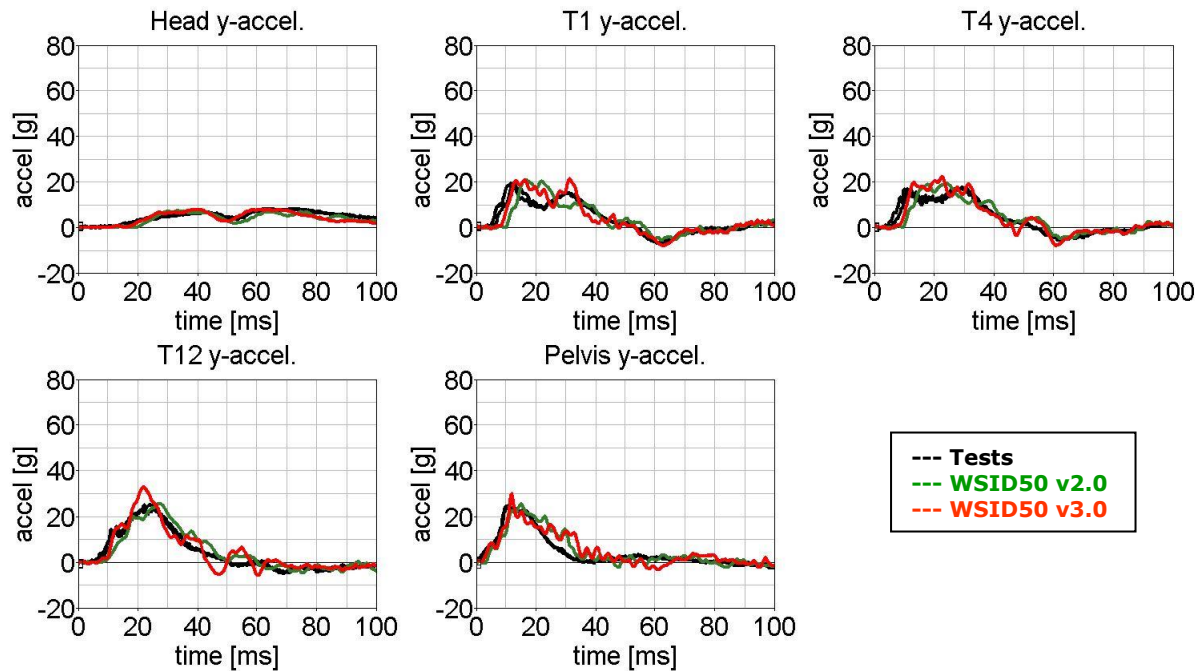 Head y-accel.
80
60
40
20
0
-20
accel [g]
0 20 40 60 80 100
time [ms]
T1 y-accel.
80
60
40
20
0
-20
accel [g]
0 20 40 60 80 100
time [ms]
T4 y-accel.
80
60
40
20
0
-20
accel [g]
0 20 40 60 80 100
time [ms]
T12 y-accel.
80
60
40
20
0
-20
accel [g]
0 20 40 60 80 100
time [ms]
Pelvis y-accel.
80
60
40
20
0
-20
accel [g]
0 20 40 60 80 100
time [ms]
--- Tests
--- WSID50 v2.0
--- WSID50 v3.0